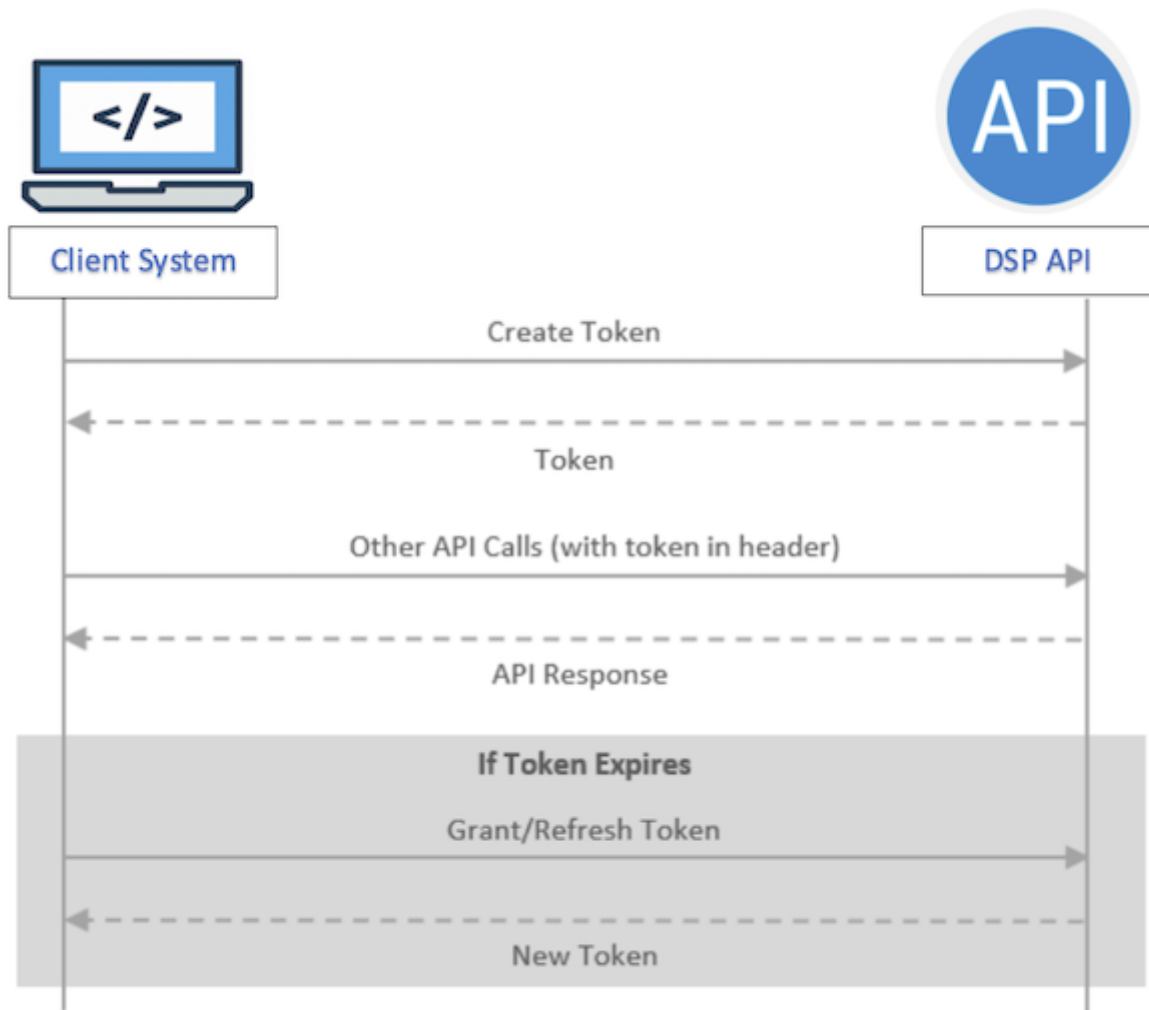 </>
API
Client System
DSP API
Create Token
Token
Other API Calls (with token in header)
API Response
If Token Expires
Grant/Refresh Token
New Token